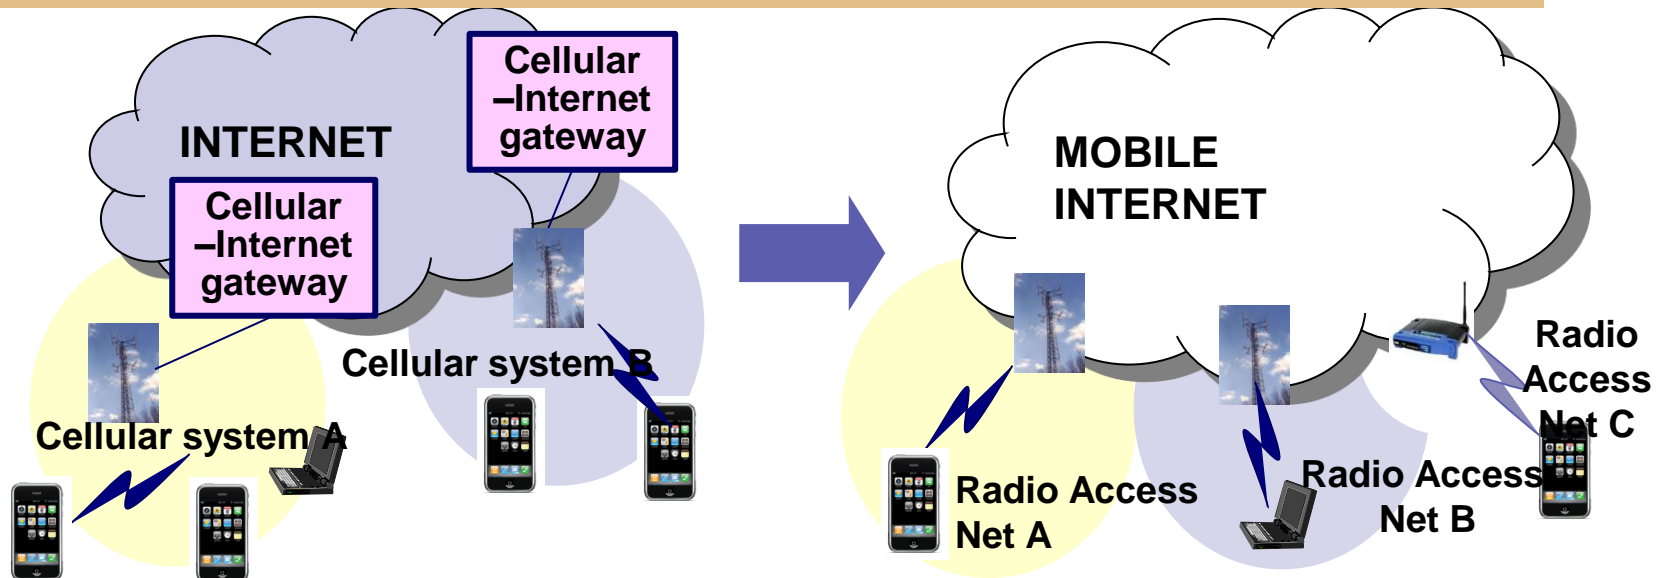 Cellular
–Internet
gateway
INTERNET
Cellular
–Internet
gateway
Cellular system B
Cellular system A
MOBILE
INTERNET
Radio
Access
Net C
Radio Access
Net A
Radio Access
Net B